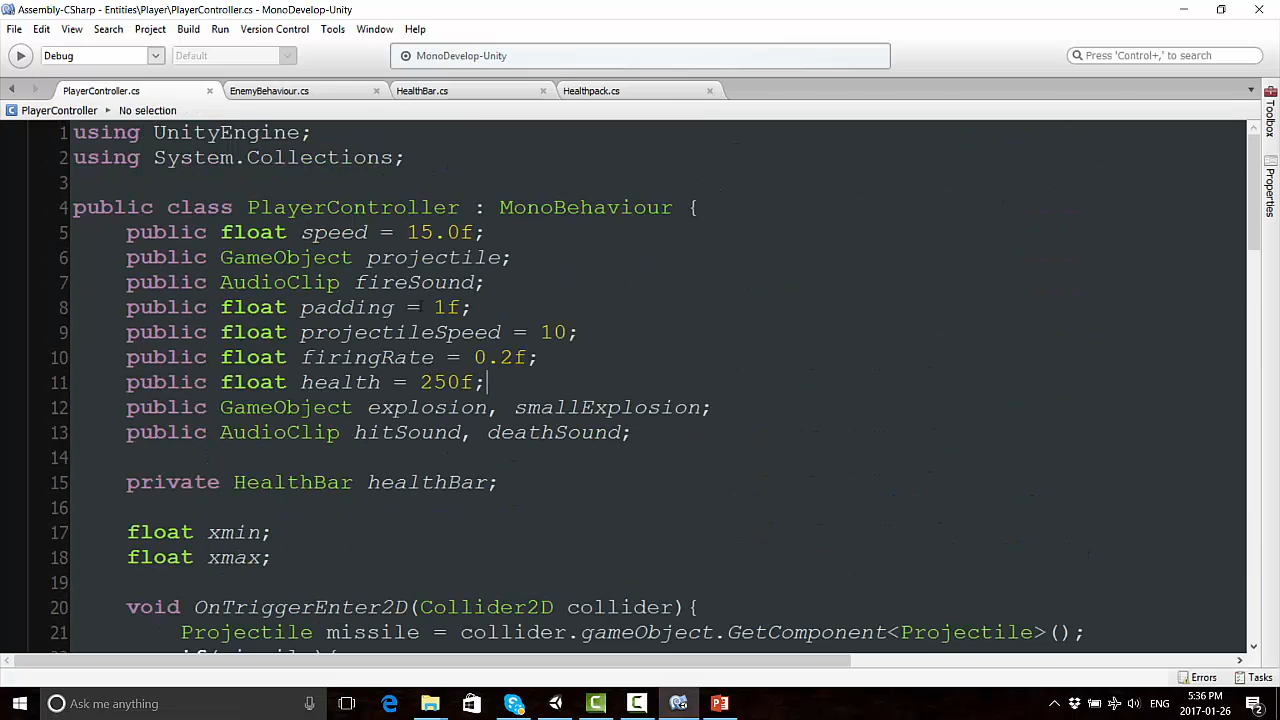 Assembly-CSharp - Entities\Player\PlayerController.cs - MonoDevelop-Unity
File Edit View Search Project Build Run Version Control Tools Window Help
Debug Default MonoDevelop-Unity Press 'Control+,' to search
PlayerController.cs EnemyBehaviour.cs HealthBar.cs Healthpack.cs
PlayerController No selection
1 using UnityEngine;
2 using System.Collections;
3
4 public class PlayerController : MonoBehaviour {
5 public float speed = 15.0f;
6 public GameObject projectile;
7 public AudioClip fireSound;
8 public float padding = 1f;
9 public float projectileSpeed = 10;
10 public float firingRate = 0.2f;
11 public float health = 250f;
12 public GameObject explosion, smallExplosion;
13 public AudioClip hitSound, deathSound;
14
15 private HealthBar healthBar;
16
17 float xmin;
18 float xmax;
19
20 void OnTriggerEnter2D(Collider2D collider){
21 Projectile missile = collider.gameObject.GetComponent<Projectile>();
Toolbox
Properties
Errors Tasks
Ask me anything
ENG
5:36 PM
2017-01-26